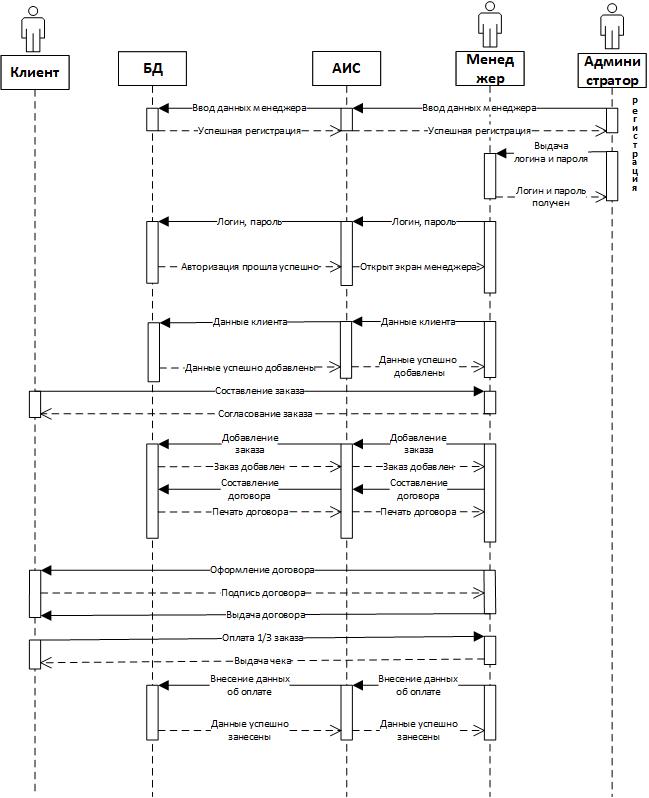 Клиент
БД
АИС
Менед
жер
Админи
стратор
Ввод данных менеджера
Ввод данных менеджера
Успешная регистрация
Успешная регистрация
регистрация
Выдача
логина и пароля
Логин и пароль
получен
Логин, пароль
Логин, пароль
Авторизация прошла успешно
Открыт экран менеджера
Данные клиента
Данные клиента
Данные успешно добавлены
Данные успешно
добавлены
Составление заказа
Согласование заказа
Добавление
заказа
Добавление
заказа
Заказ добавлен
Заказ добавлен
Составление
договора
Составление
договора
Печать договора
Печать договора
Оформление договора
Подпись договора
Выдача договора
Оплата 1/3 заказа
Выдача чека
Внесение данных
об оплате
Внесение данных
об оплате
Данные успешно
занесены
Данные успешно
занесены